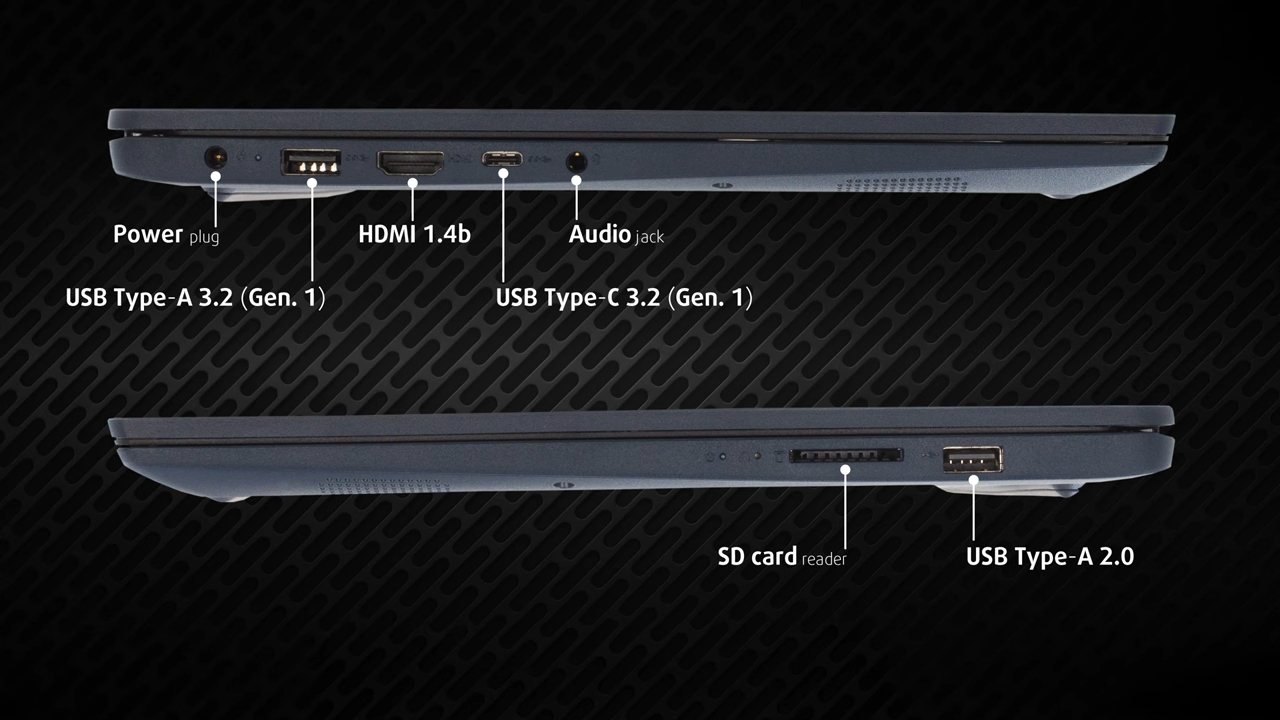 Power plug
HDMI 1.4b
Audio jack
USB Type-A 3.2 (Gen. 1)
USB Type-C 3.2 (Gen. 1)
SD card reader
USB Type-A 2.0